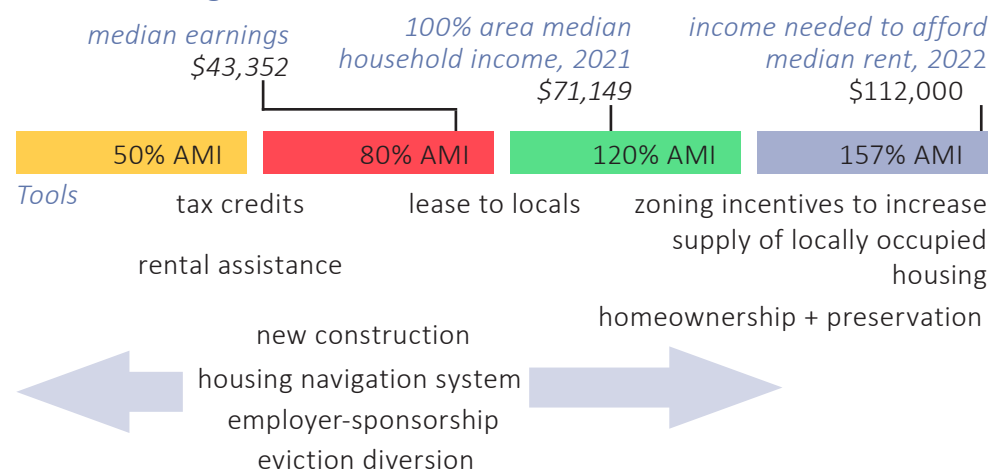 median earnings
$43,352
100% area median
household income, 2021
$71,149
income needed to afford
median rent, 2022
$112,000
50% AMI
80% AMI
120% AMI
157% AMI
Tools
tax credits
lease to locals
zoning incentives to increase
supply of locally occupied
housing
rental assistance
homeownership + preservation
new construction
housing navigation system
employer-sponsorship
eviction diversion